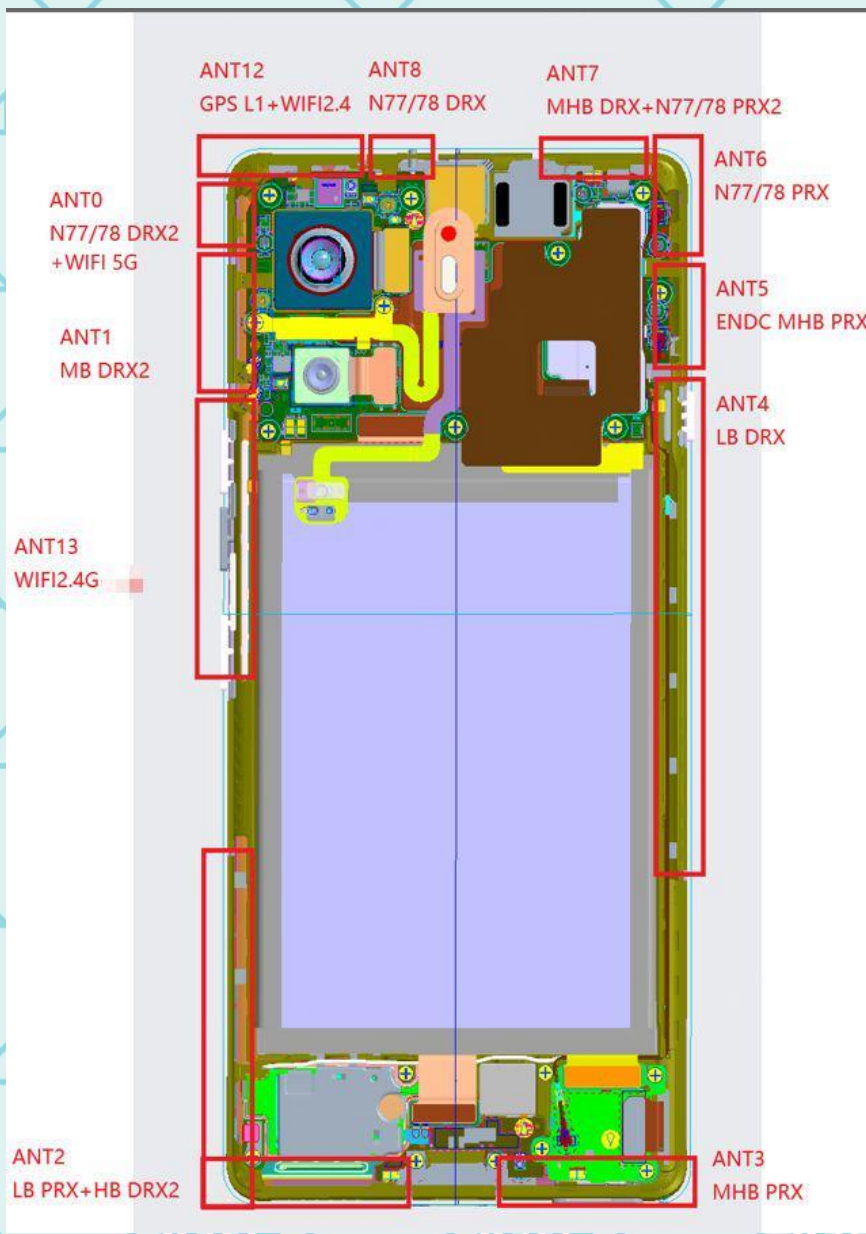 ANT12
GPS L1+WIFI2.4
ANT8
N77/78 DRX
ANT7
MHB DRX+N77/78 PRX2
ANT6
N77/78 PRX
ANT0
N77/78 DRX2
+WIFI 5G
ANT5
ENDC MHB PRX
ANT1
MB DRX2
ANT4
LB DRX
ANT13
WIFI2.4G
ANT2
LB PRX+HB DRX2
ANT3
MHB PRX